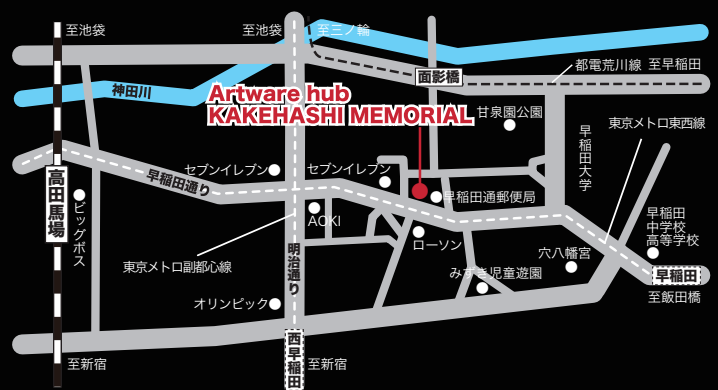 至池袋
至池袋
至三ノ輪
都電荒川線
至早稲田
面影橋
神田川
Artware hub
KAKEHASHI MEMORIAL
甘泉園公園
東京メトロ東西線
早稲田大学
セブンイレブン
セブンイレブン
早稲田通り
高田馬場
ビッグボス
早稲田通郵便局
AOKI
ローソン
早稲田
中学校
高等学校
穴八幡宮
東京メトロ副都心線
明治通り
みずき児童遊園
早稲田
至飯田橋
オリンピック
西早稲田
至新宿
至新宿